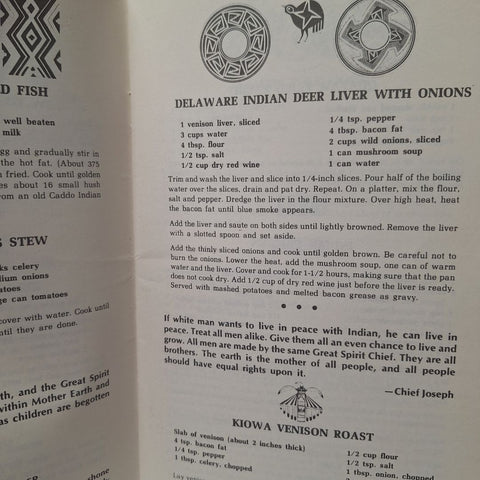 D FISH
well beaten
milk
gg and gradually stir in
the hot fat. (About 375
n fried. Cook until golden
es about 16 small hush
om an old Caddo Indian
S STEW
ks celery
dium onions
atoes
ge can tomatoes
cover with water. Cook until
until they are done.
th, and the Great Spirit
within Mother Earth and
as children are begotten
DELAWARE INDIAN DEER LIVER WITH ONIONS
1 venison liver, sliced
3 cups water
4 tbsp. flour
1/2 tsp. salt
1/2 cup dry red wine
1/4 tsp. pepper
4 tbsp. bacon fat
2 cups wild onions, sliced
1 can mushroom soup
1 can water
Trim and wash the liver and slice into 1/4-inch slices. Pour half of the boiling
water over the slices, drain and pat dry. Repeat. On a platter, mix the flour,
salt and pepper. Dredge the liver in the flour mixture. Over high heat, heat
the bacon fat until blue smoke appears.
Add the liver and saute on both sides until lightly browned. Remove the liver
with a slotted spoon and set aside.
Add the thinly sliced onions and cook until golden brown. Be careful not to
burn the onions. Lower the heat, add the mushroom soup, one can of warm
water and the liver. Cover and cook for 1-1/2 hours, making sure that the pan
does not cook dry. Add 1/2 cup of dry red wine just before the liver is ready.
Served with mashed potatoes and melted bacon grease as gravy.
If white man wants to live in peace with Indian, he can live in
peace. Treat all men alike. Give them all an even chance to live and
grow. All men are made by the same Great Spirit Chief. They are all
brothers. The earth is the mother of all people, and all people
should have equal rights upon it.
—Chief Joseph
KIOWA VENISON ROAST
Slab of venison (about 2 inches thick)
4 tbsp. bacon fat
1/4 tsp. pepper
1 tbsp. celery, chopped
1/2 cup flour
1/2 tsp. salt
1 tbsp. onion, chopped